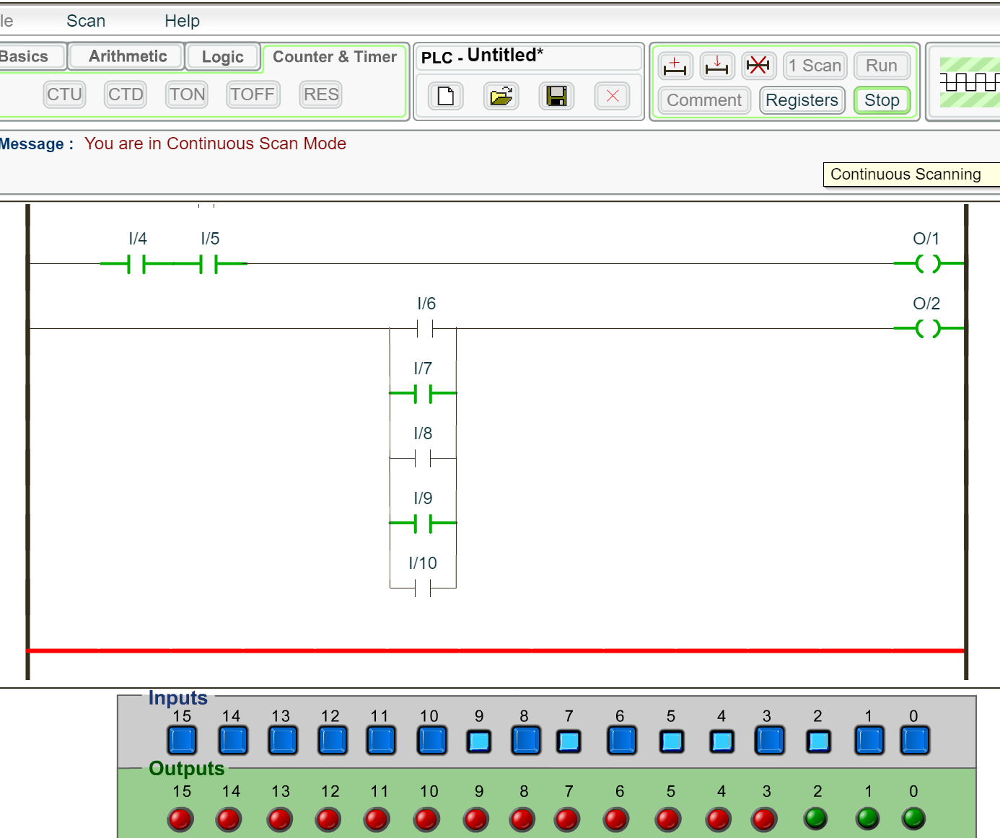 le Scan Help
Basics Arithmetic Logic Counter & Timer
CTU CTD TON TOFF RES
PLC - Untitled*
1 Scan Run
Comment Registers Stop
Message : You are in Continuous Scan Mode
Continuous Scanning
I/4 I/5 O/1
I/6 O/2
I/7
I/8
I/9
I/10
Inputs
15 14 13 12 11 10 9 8 7 6 5 4 3 2 1 0
Outputs
15 14 13 12 11 10 9 8 7 6 5 4 3 2 1 0